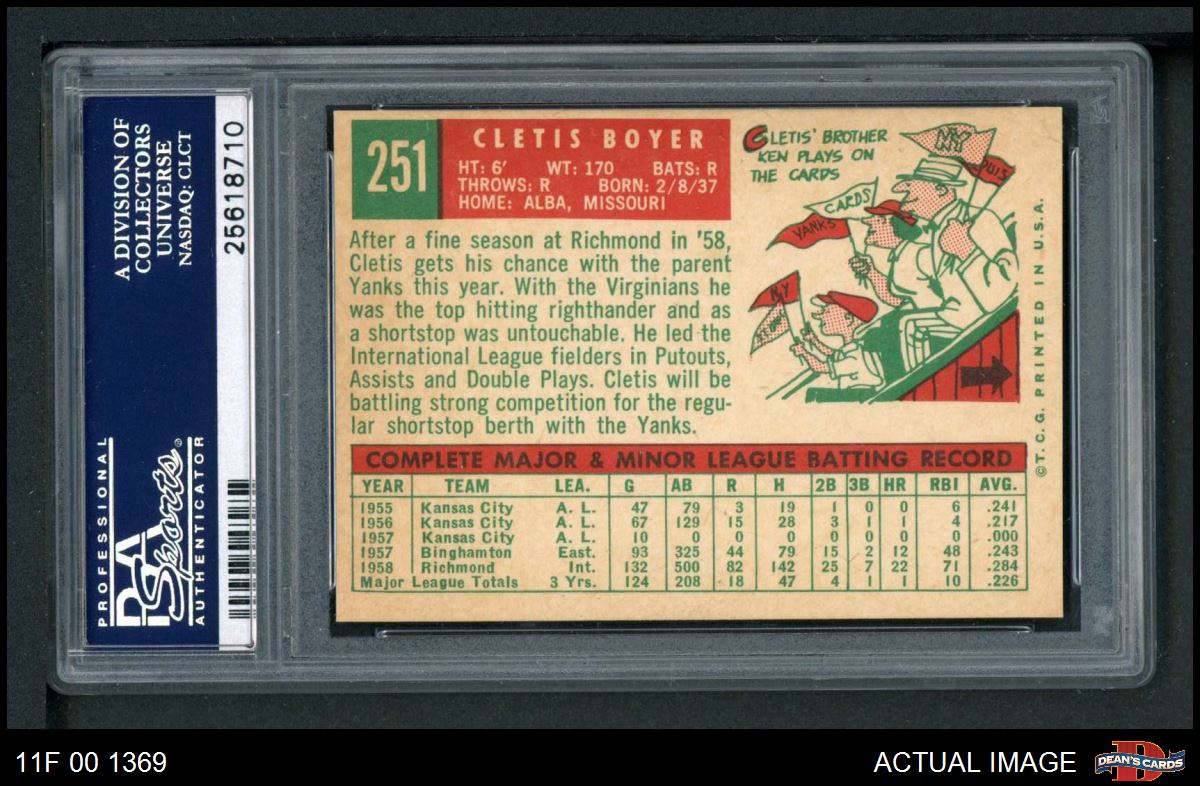 A DIVISION OF
COLLECTORS
UNIVERSE
NASDAQ: CLCT
25618710
PROFESSIONAL
PSA
Sports
AUTHENTICATOR
251
CLETIS BOYER
HT: 6' WT: 170 BATS: R
THROWS: R BORN: 2/8/37
HOME: ALBA, MISSOURI
CLETIS' BROTHER
KEN PLAYS ON
THE CARDS
NY
CARDS
YANKS
NY
After a fine season at Richmond in '58,
Cletis gets his chance with the parent
Yanks this year. With the Virginians he
was the top hitting righthander and as
a shortstop was untouchable. He led the
International League fielders in Putouts,
Assists and Double Plays. Cletis will be
battling strong competition for the regu-
lar shortstop berth with the Yanks.
© T. C. G. PRINTED IN U.S.A.
COMPLETE MAJOR & MINOR LEAGUE BATTING RECORD
YEAR TEAM LEA. G AB R H 2B 3B HR RBI AVG.
1955 Kansas City A. L. 47 79 3 19 1 0 0 6 .241
1956 Kansas City A. L. 67 129 15 28 3 1 1 4 .217
1957 Kansas City A. L. 10 0 0 0 0 0 0 0 .000
1957 Binghamton East. 93 325 44 79 15 2 12 48 .243
1958 Richmond Int. 132 500 82 142 25 7 22 71 .284
Major League Totals 3 Yrs. 124 208 18 47 4 1 1 10 .226
11F 00 1369
ACTUAL IMAGE
D
DEAN'S CARDS